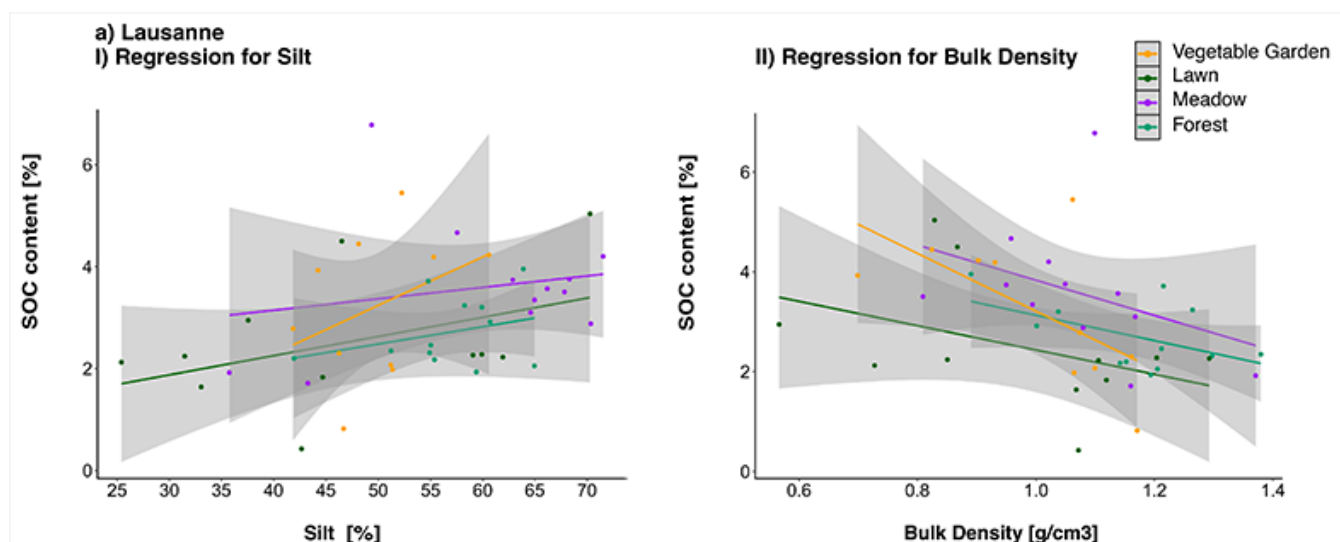 a) Lausanne
I) Regression for Silt
II) Regression for Bulk Density
Vegetable Garden
Lawn
Meadow
Forest
SOC content [%]
6
4
2
0
25 30 35 40 45 50 55 60 65 70
Silt [%]
SOC content [%]
6
4
2
0
0.6 0.8 1.0 1.2 1.4
Bulk Density [g/cm3]